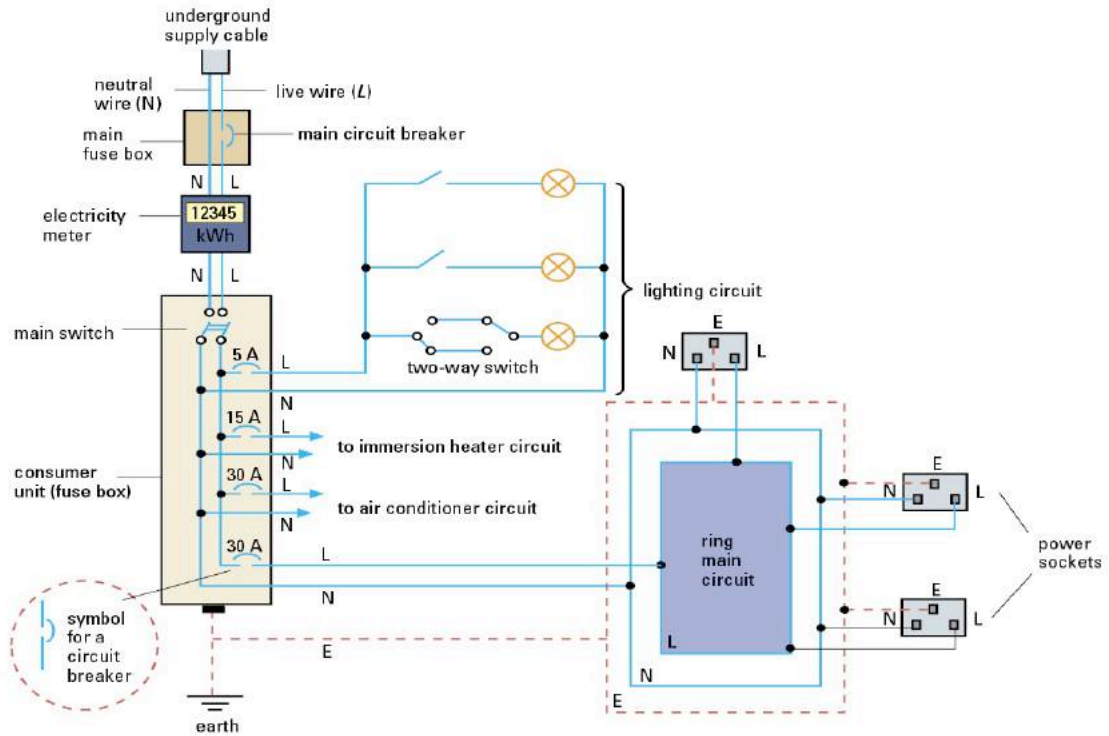 underground
supply cable
neutral
wire (N)
live wire (L)
main
fuse box
main circuit breaker
N
L
electricity
meter
12345
kWh
N
L
main switch
5 A
L
N
two-way switch
lighting circuit
15 A
L
N
to immersion heater circuit
consumer
unit (fuse box)
30 A
L
N
to air conditioner circuit
30 A
L
N
symbol
for a
circuit
breaker
E
earth
E
N
L
ring
main
circuit
L
N
E
E
N
L
power
sockets
E
N
L